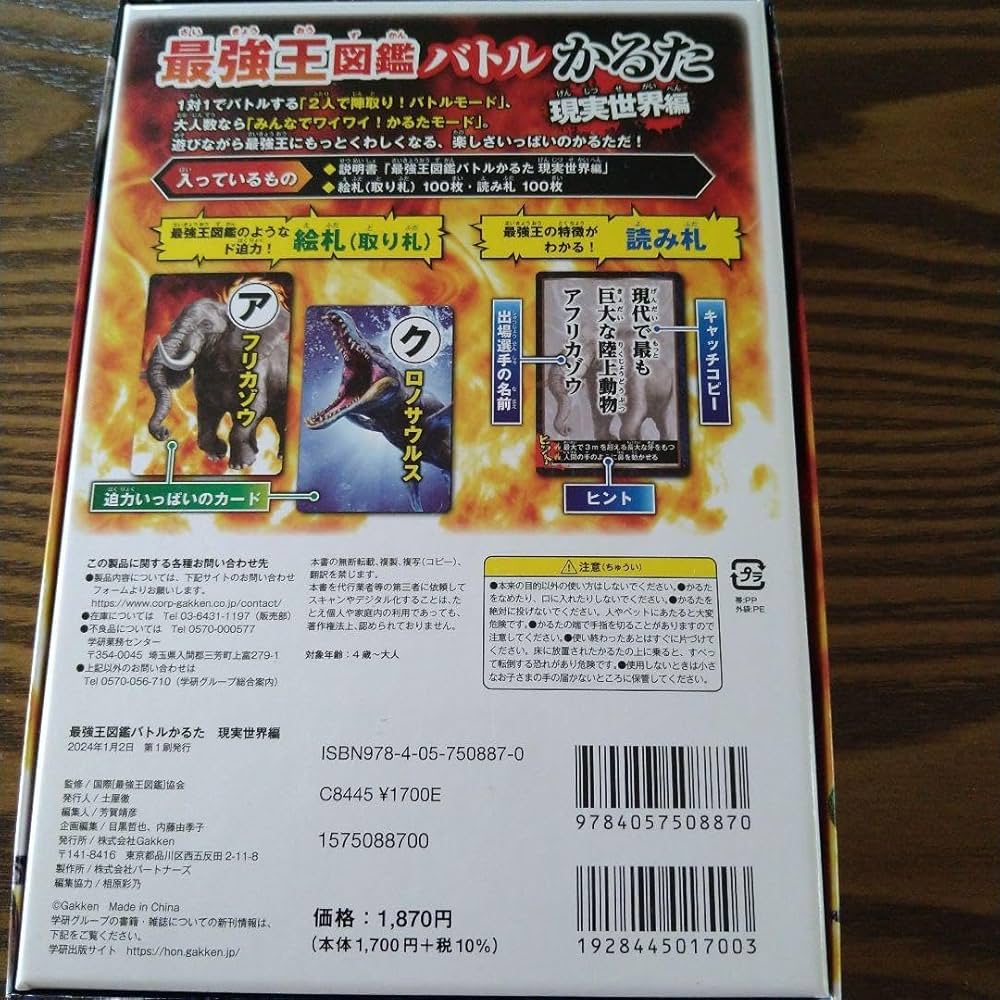 最強王図鑑バトルかるた
現実世界編
1対1でバトルする「2人で陣取り！バトルモード」、
大人数なら「みんなでワイワイ！かるたモード」。
遊びながら最強王にもっとくわしくなる、楽しさいっぱいのかるただ！
入っているもの
◆説明書「最強王図鑑バトルかるた 現実世界編」
◆絵札(取り札) 100枚・読み札 100枚
最強王図鑑のような
ド迫力！
絵札(取り札)
最強王の特徴が
わかる！
読み札
ア
フリカゾウ
ク
ロノサウルス
迫力いっぱいのカード
出場選手の名前
現代で最も
巨大な陸上動物
アフリカゾウ
キャッチコピー
ヒント
最大で3mを超える長大な牙をもつ
人間の手のように鼻を動かせる
ヒント
この製品に関する各種お問い合わせ先
●製品内容については、下記サイトのお問い合わせ
フォームよりお願いします。
https://www.corp-gakken.co.jp/contact/
●在庫については Tel 03-6431-1197（販売部）
●不良品については Tel 0570-000577
学研業務センター
〒354-0045 埼玉県入間郡三芳町上富279-1
●上記以外のお問い合わせは
Tel 0570-056-710（学研グループ総合案内）
本書の無断転載、複製、複写（コピー）、
翻訳を禁じます。
本書を代行業者等の第三者に依頼して
スキャンやデジタル化することは、た
とえ個人や家庭内の利用であっても、
著作権法上、認められておりません。
対象年齢：4歳～大人
注意（ちゅうい）
●本来の目的以外の使い方はしないでください。●かるた
をなめたり、口に入れたりしないでください。●かるたを
絶対に投げないでください。人やペットにあたると大変
危険です。●かるたの端で手指を切ることがありますので
注意してください。●使い終わったあとはすぐに片づけて
ください。床に放置されたかるたの上に乗ると、すべっ
て転倒する恐れがあり危険です。●使用しないときは小さ
なお子さまの手の届かないところに保管してください。
プラ
帯:PP
外袋:PE
最強王図鑑バトルかるた 現実世界編
2024年1月2日 第1刷発行
監修／国際［最強王図鑑］協会
発行人／土屋徹
編集人／芳賀靖彦
企画編集／目黒哲也、内藤由季子
発行所／株式会社Gakken
〒141-8416 東京都品川区西五反田 2-11-8
製作所／株式会社パートナーズ
編集協力／相原彩乃
©Gakken Made in China
学研グループの書籍・雑誌についての新刊情報は、
下記をご覧ください。
学研出版サイト https://hon.gakken.jp/
ISBN978-4-05-750887-0
C8445 ¥1700E
1575088700
価格：1,870円
（本体1,700円＋税10％）
9784057508870
1928445017003